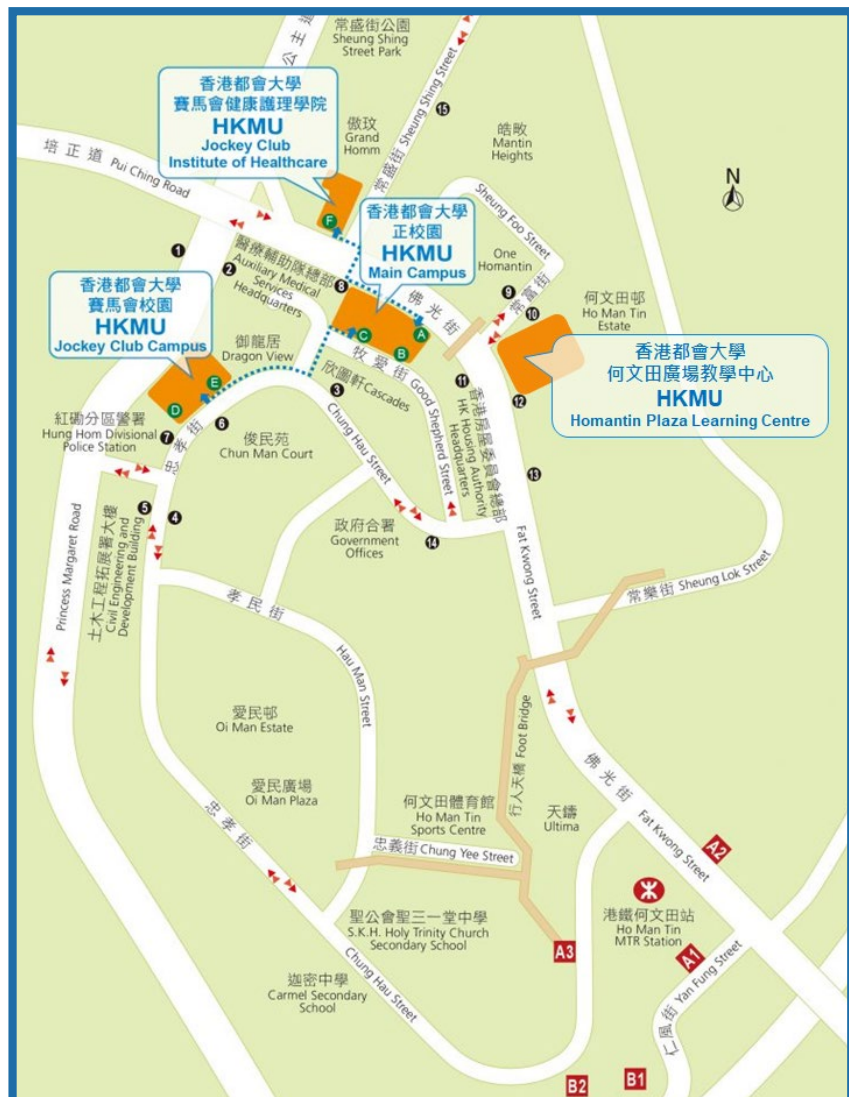 常盛街公園
Sheung Shing
Street Park
公主道
常盛街 Sheung Shing Street
15
香港都會大學
賽馬會健康護理學院
HKMU
Jockey Club
Institute of Healthcare
傲玟
Grand
Homm
皓畋
Mantin
Heights
培正道 Pui Ching Road
N
Sheung Foo Street
常富街
F
香港都會大學
正校園
HKMU
Main Campus
One
Homantin
1
2
醫療輔助隊總部
Auxiliary Medical
Services
Headquarters
8
9
10
何文田邨
Ho Man Tin
Estate
香港都會大學
賽馬會校園
HKMU
Jockey Club Campus
佛光街
A
B
C
御龍居
Dragon View
牧愛街 Good Shepherd Street
香港都會大學
何文田廣場教學中心
HKMU
Homantin Plaza Learning Centre
欣圖軒 Cascades
3
11
12
13
香港房屋委員會總部
HK Housing Authority
Headquarters
E
D
6
7
紅磡分區警署
Hung Hom Divisional
Police Station
忠孝街
俊民苑
Chun Man Court
Chung Hau Street
5
4
政府合署
Government
Offices
14
Fat Kwong Street
土木工程拓展署大樓
Civil Engineering and
Development Building
Princess Margaret Road
常樂街 Sheung Lok Street
孝民街
Hau Man Street
愛民邨
Oi Man Estate
行人天橋 Foot Bridge
佛光街
愛民廣場
Oi Man Plaza
何文田體育館
Ho Man Tin
Sports Centre
天鑄
Ultima
Fat Kwong Street
忠孝街
忠義街 Chung Yee Street
A2
聖公會聖三一堂中學
S.K.H. Holy Trinity Church
Secondary School
港鐵何文田站
Ho Man Tin
MTR Station
A3
A1
迦密中學
Carmel Secondary
School
Chung Hau Street
仁風街 Yan Fung Street
B2
B1